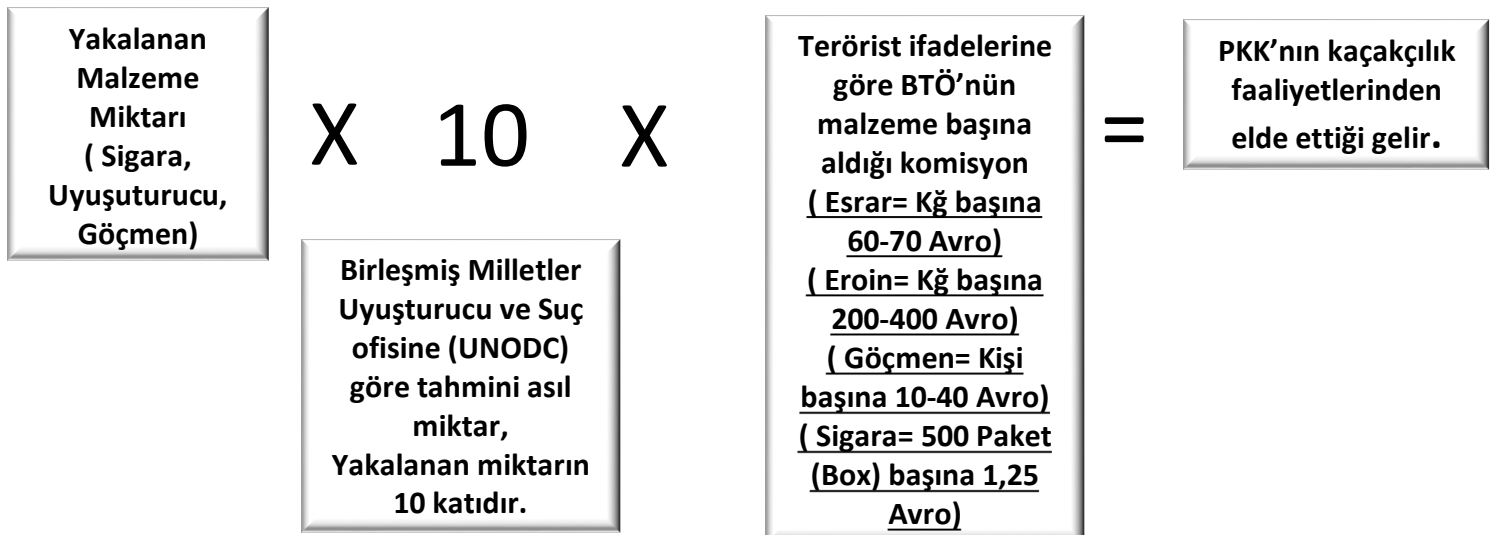 Yakalanan
Malzeme
Miktarı
( Sigara,
Uyuşuturucu,
Göçmen)
X 10 X
Birleşmiş Milletler
Uyuşturucu ve Suç
ofisine (UNODC)
göre tahmini asıl
miktar,
Yakalanan miktarın
10 katıdır.
Terörist ifadelerine
göre BTÖ’nün
malzeme başına
aldığı komisyon
( Esrar= Kğ başına
60-70 Avro)
( Eroin= Kğ başına
200-400 Avro)
( Göçmen= Kişi
başına 10-40 Avro)
( Sigara= 500 Paket
(Box) başına 1,25
Avro)
=
PKK’nın kaçakçılık
faaliyetlerinden
elde ettiği gelir.